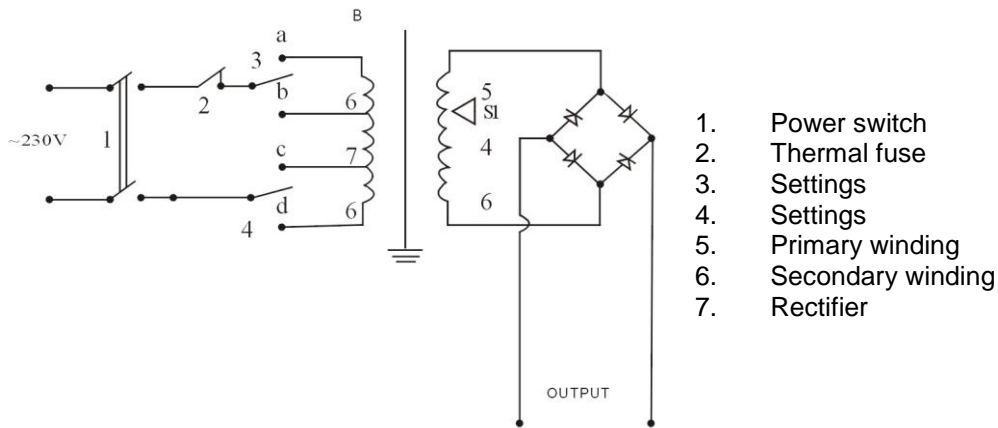 B
a
3
b
2
6
~230V
1
c
7
d
6
4
5
S1
4
6
OUTPUT
1. Power switch
2. Thermal fuse
3. Settings
4. Settings
5. Primary winding
6. Secondary winding
7. Rectifier